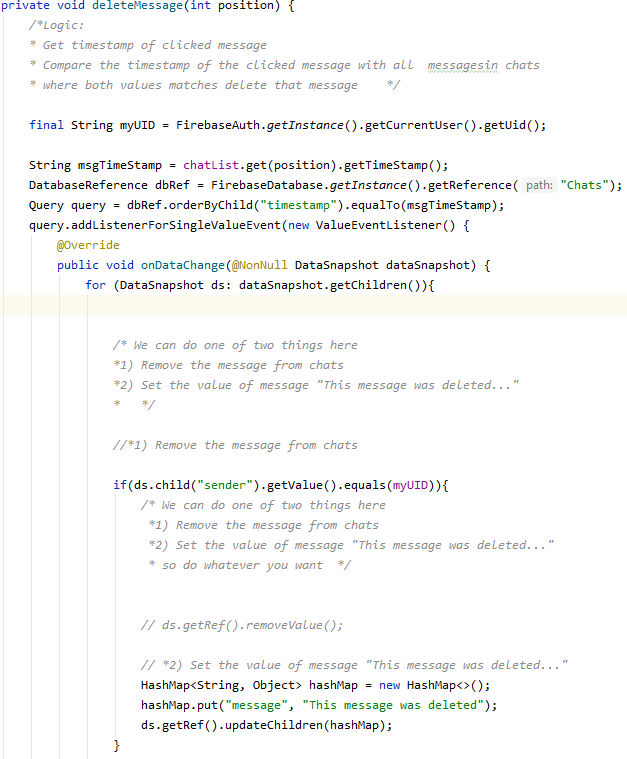 private void deleteMessage(int position) {
/*Logic:
* Get timestamp of clicked message
* Compare the timestamp of the clicked message with all  messagesin chats
* where both values matches delete that message    */
final String myUID = FirebaseAuth.getInstance().getCurrentUser().getUid();
String msgTimeStamp = chatList.get(position).getTimeStamp();
DatabaseReference dbRef = FirebaseDatabase.getInstance().getReference( path: "Chats");
Query query = dbRef.orderByChild("timestamp").equalTo(msgTimeStamp);
query.addListenerForSingleValueEvent(new ValueEventListener() {
@Override
public void onDataChange(@NonNull DataSnapshot dataSnapshot) {
for (DataSnapshot ds: dataSnapshot.getChildren()){
/* We can do one of two things here
*1) Remove the message from chats
*2) Set the value of message "This message was deleted..."
*   */
//*1) Remove the message from chats
if(ds.child("sender").getValue().equals(myUID)){
/* We can do one of two things here
*1) Remove the message from chats
*2) Set the value of message "This message was deleted..."
* so do whatever you want  */
// ds.getRef().removeValue();
// *2) Set the value of message "This message was deleted..."
HashMap<String, Object> hashMap = new HashMap<>();
hashMap.put("message", "This message was deleted");
ds.getRef().updateChildren(hashMap);
}